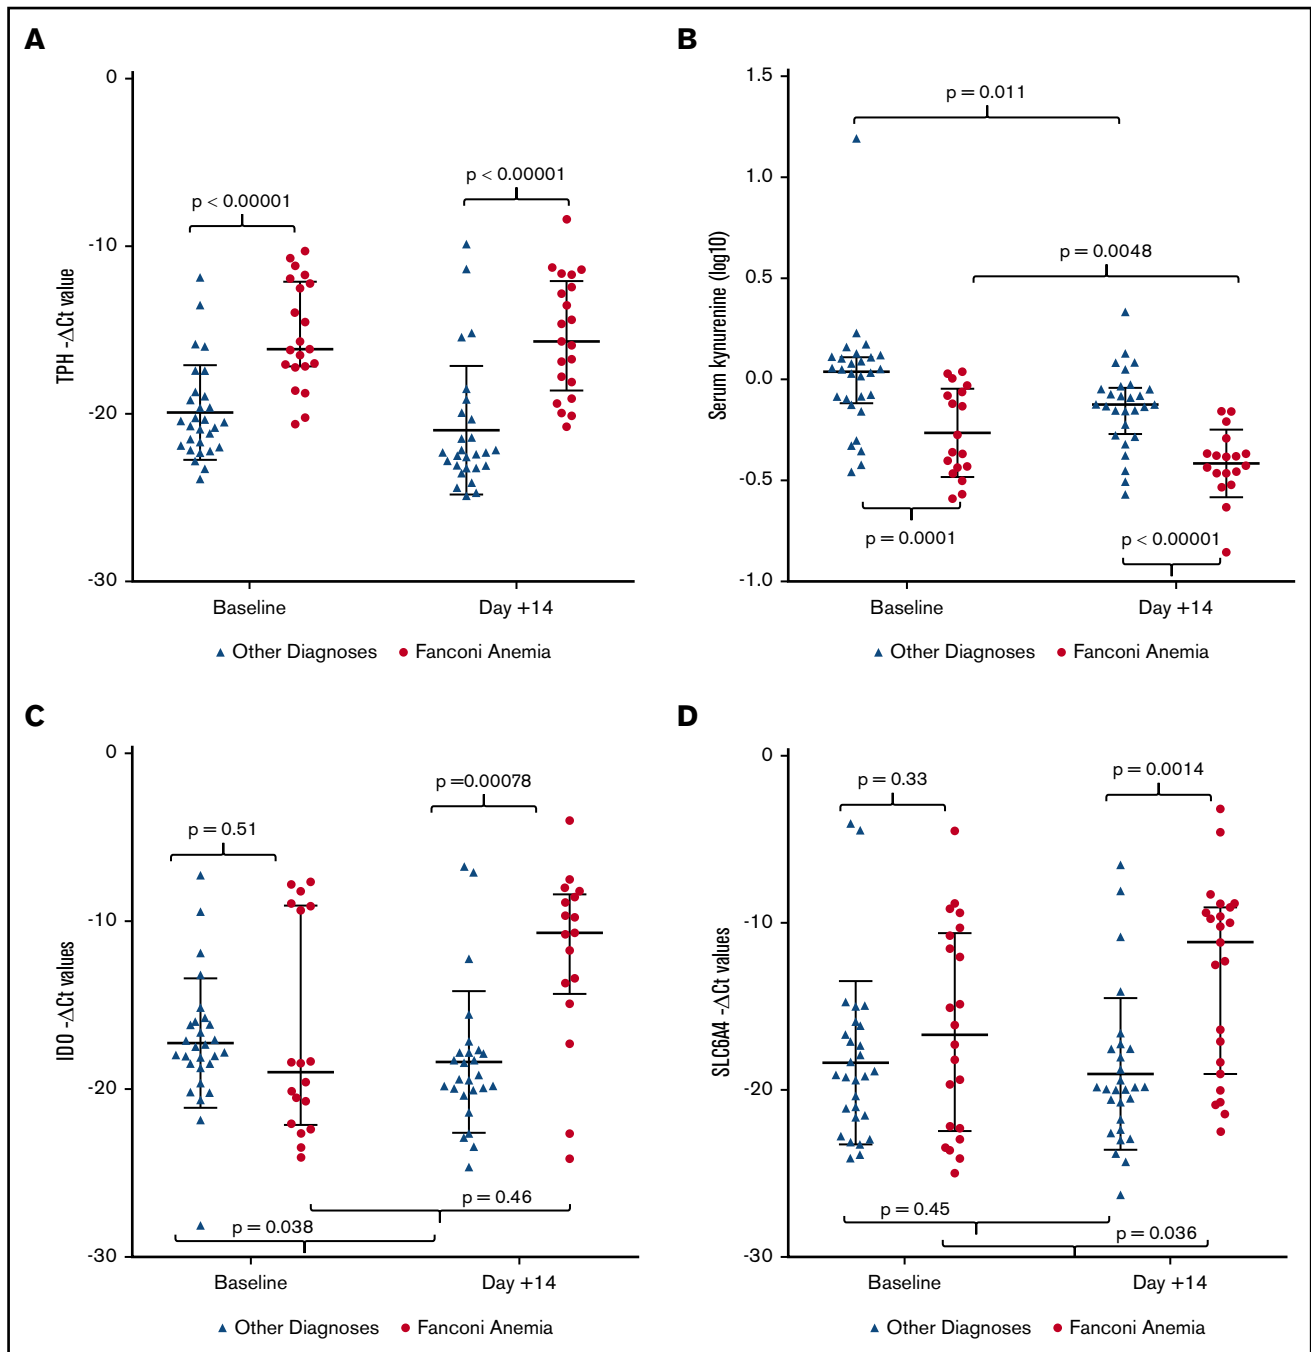 A
0
-10
-20
-30
TPH -ΔCt value
p < 0.00001
p < 0.00001
Baseline
Day +14
Other Diagnoses
Fanconi Anemia
B
1.5
1.0
0.5
0.0
-0.5
-1.0
Serum kynurenine (log10)
p = 0.011
p = 0.0048
p = 0.0001
p < 0.00001
Baseline
Day +14
Other Diagnoses
Fanconi Anemia
C
0
-10
-20
-30
IDO -ΔCt values
p = 0.51
p =0.00078
p = 0.46
p = 0.038
Baseline
Day +14
Other Diagnoses
Fanconi Anemia
D
0
-10
-20
-30
SLC6A4 -ΔCt values
p = 0.33
p = 0.0014
p = 0.45
p = 0.036
Baseline
Day +14
Other Diagnoses
Fanconi Anemia